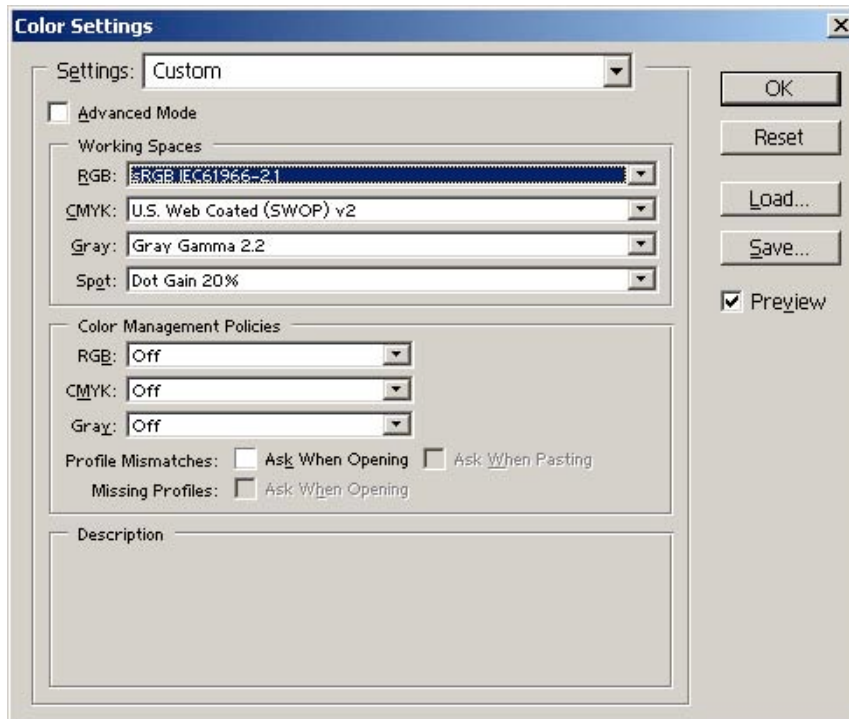 Color Settings
Settings: Custom
OK
Advanced Mode
Reset
Working Spaces
RGB: sRGB IEC61966-2.1
CMYK: U.S. Web Coated (SWOP) v2
Load...
Gray: Gray Gamma 2.2
Save...
Spot: Dot Gain 20%
Preview
Color Management Policies
RGB: Off
CMYK: Off
Gray: Off
Profile Mismatches: Ask When Opening Ask When Pasting
Missing Profiles: Ask When Opening
Description